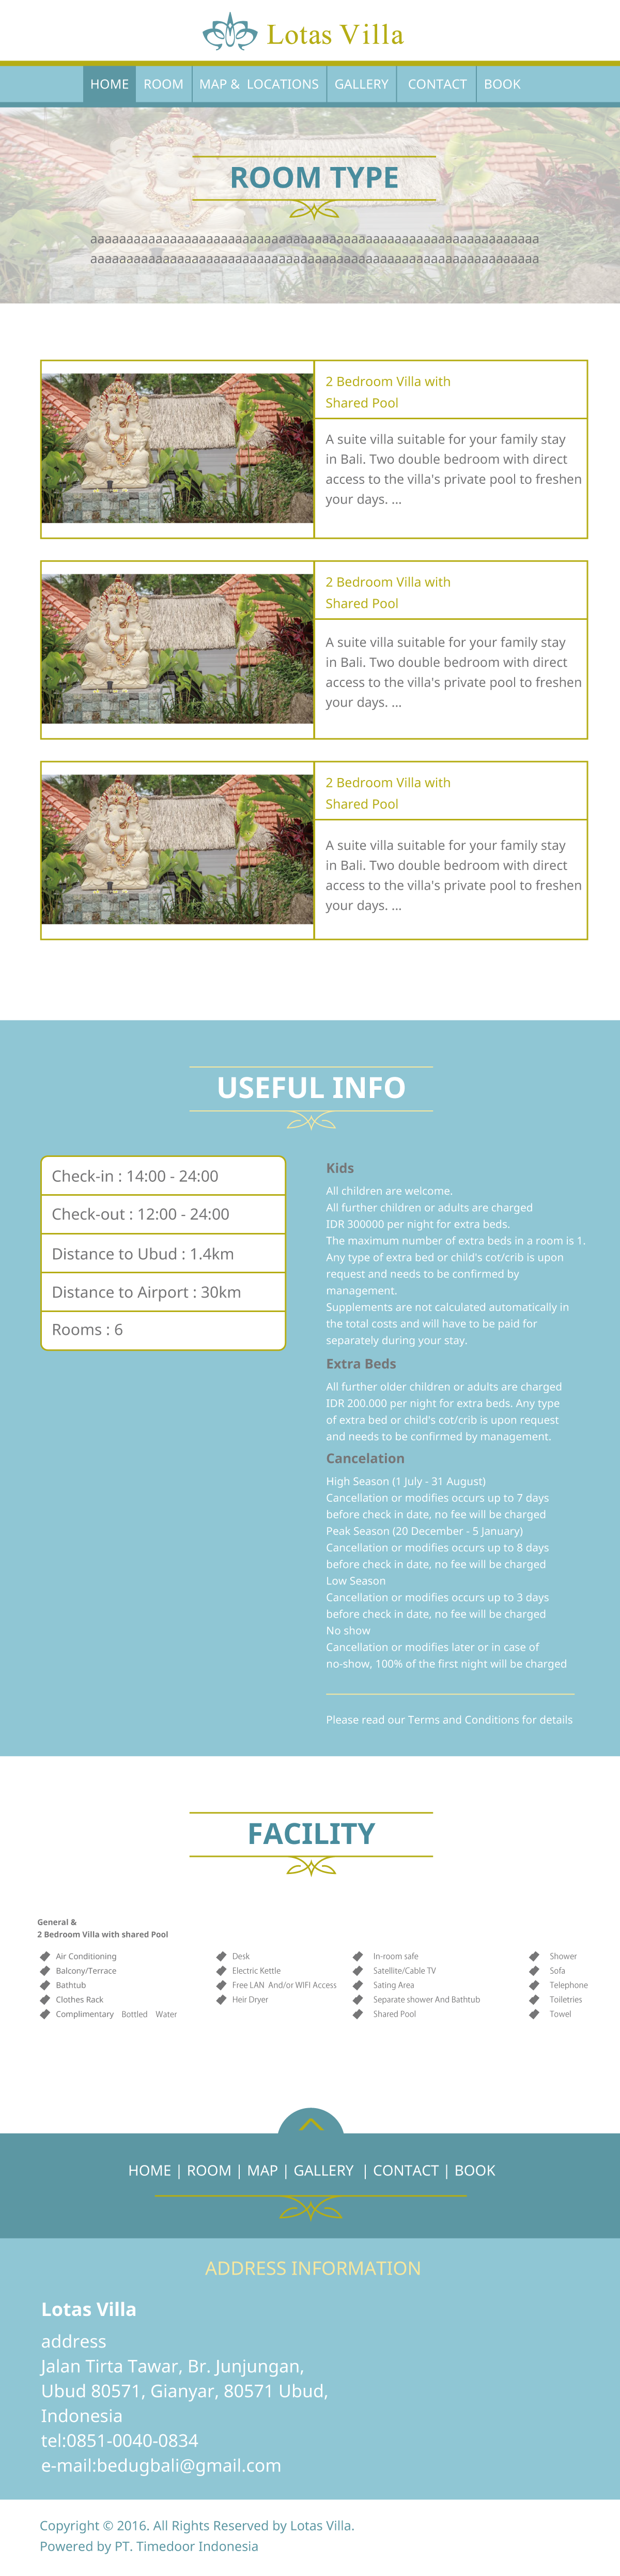 Lotas Villa
HOME ROOM MAP & LOCATIONS GALLERY CONTACT BOOK
ROOM TYPE
aaaaaaaaaaaaaaaaaaaaaaaaaaaaaaaaaaaaaaaaaaaaaaaaaaaaaaaaaaaaaa
aaaaaaaaaaaaaaaaaaaaaaaaaaaaaaaaaaaaaaaaaaaaaaaaaaaaaaaaaaaaaa
2 Bedroom Villa with
Shared Pool
A suite villa suitable for your family stay
in Bali. Two double bedroom with direct
access to the villa's private pool to freshen
your days. ...
2 Bedroom Villa with
Shared Pool
A suite villa suitable for your family stay
in Bali. Two double bedroom with direct
access to the villa's private pool to freshen
your days. ...
2 Bedroom Villa with
Shared Pool
A suite villa suitable for your family stay
in Bali. Two double bedroom with direct
access to the villa's private pool to freshen
your days. ...
USEFUL INFO
Check-in : 14:00 - 24:00
Check-out : 12:00 - 24:00
Distance to Ubud : 1.4km
Distance to Airport : 30km
Rooms : 6
Kids
All children are welcome.
All further children or adults are charged
IDR 300000 per night for extra beds.
The maximum number of extra beds in a room is 1.
Any type of extra bed or child's cot/crib is upon
request and needs to be confirmed by
management.
Supplements are not calculated automatically in
the total costs and will have to be paid for
separately during your stay.
Extra Beds
All further older children or adults are charged
IDR 200.000 per night for extra beds. Any type
of extra bed or child's cot/crib is upon request
and needs to be confirmed by management.
Cancelation
High Season (1 July - 31 August)
Cancellation or modifies occurs up to 7 days
before check in date, no fee will be charged
Peak Season (20 December - 5 January)
Cancellation or modifies occurs up to 8 days
before check in date, no fee will be charged
Low Season
Cancellation or modifies occurs up to 3 days
before check in date, no fee will be charged
No show
Cancellation or modifies later or in case of
no-show, 100% of the first night will be charged
Please read our Terms and Conditions for details
FACILITY
General &
2 Bedroom Villa with shared Pool
Air Conditioning
Balcony/Terrace
Bathtub
Clothes Rack
Complimentary Bottled Water
Desk
Electric Kettle
Free LAN And/or WIFI Access
Heir Dryer
In-room safe
Satellite/Cable TV
Sating Area
Separate shower And Bathtub
Shared Pool
Shower
Sofa
Telephone
Toiletries
Towel
HOME | ROOM | MAP | GALLERY | CONTACT | BOOK
ADDRESS INFORMATION
Lotas Villa
address
Jalan Tirta Tawar, Br. Junjungan,
Ubud 80571, Gianyar, 80571 Ubud,
Indonesia
tel:0851-0040-0834
e-mail:bedugbali@gmail.com
Copyright © 2016. All Rights Reserved by Lotas Villa.
Powered by PT. Timedoor Indonesia